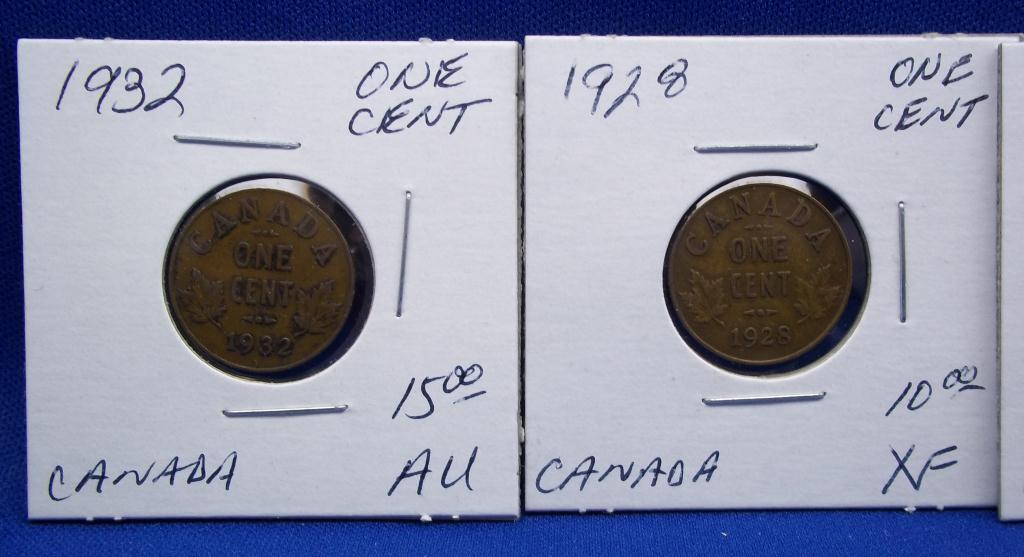 1932
ONE
CENT
CANADA
ONE
CENT
1932
15 00
CANADA
AU
1928
ONE
CENT
CANADA
ONE
CENT
1928
10 00
CANADA
XF